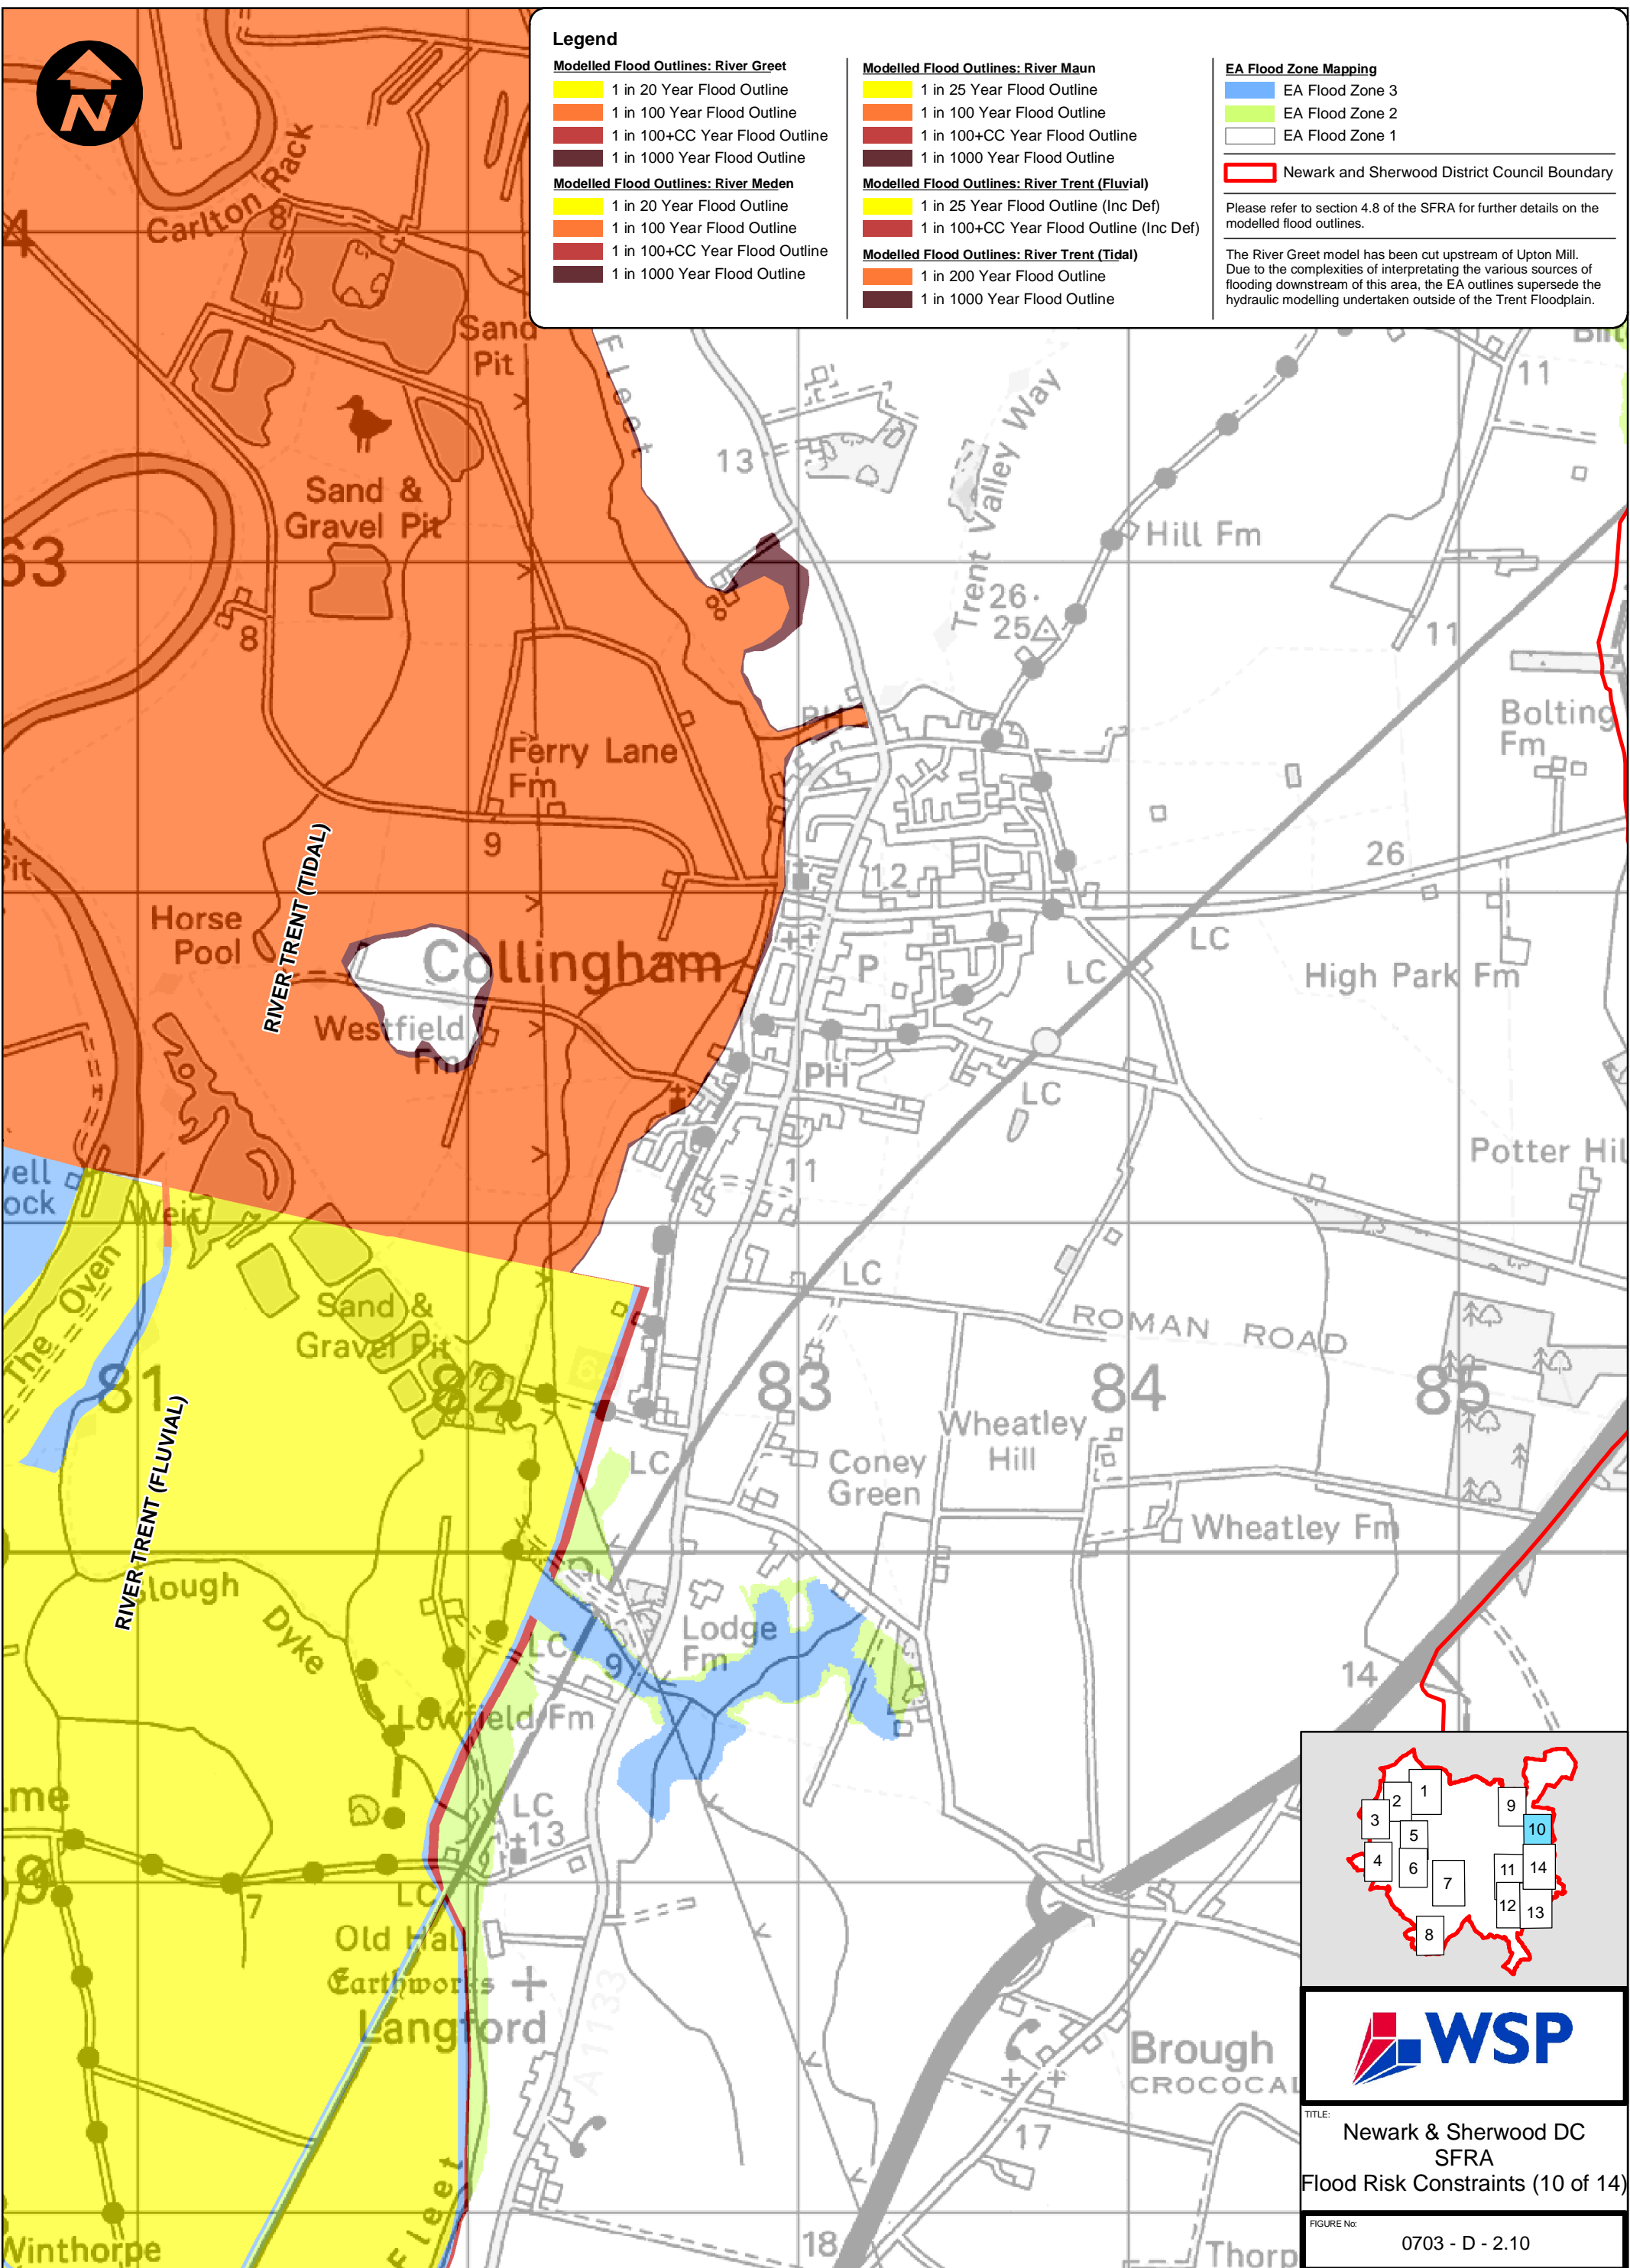 N
Legend
Modelled Flood Outlines: River Greet
1 in 20 Year Flood Outline
1 in 100 Year Flood Outline
1 in 100+CC Year Flood Outline
1 in 1000 Year Flood Outline
Modelled Flood Outlines: River Meden
1 in 20 Year Flood Outline
1 in 100 Year Flood Outline
1 in 100+CC Year Flood Outline
1 in 1000 Year Flood Outline
Modelled Flood Outlines: River Maun
1 in 25 Year Flood Outline
1 in 100 Year Flood Outline
1 in 100+CC Year Flood Outline
1 in 1000 Year Flood Outline
Modelled Flood Outlines: River Trent (Fluvial)
1 in 25 Year Flood Outline (Inc Def)
1 in 100+CC Year Flood Outline (Inc Def)
Modelled Flood Outlines: River Trent (Tidal)
1 in 200 Year Flood Outline
1 in 1000 Year Flood Outline
EA Flood Zone Mapping
EA Flood Zone 3
EA Flood Zone 2
EA Flood Zone 1
Newark and Sherwood District Council Boundary
Please refer to section 4.8 of the SFRA for further details on the
modelled flood outlines.
The River Greet model has been cut upstream of Upton Mill.
Due to the complexities of interpretating the various sources of
flooding downstream of this area, the EA outlines supersede the
hydraulic modelling undertaken outside of the Trent Floodplain.
Carlton Rack
8
4
Sand
Pit
Fleet
11
13
Trent Valley Way
Sand &
Gravel Pit
Hill Fm
63
26
25
8
11
Bolting
Fm
PH
Ferry Lane
Fm
9
Pit
12
26
Horse
Pool
RIVER TRENT (TIDAL)
Collingham
P
LC
LC
High Park Fm
Westfield
Fm
PH
LC
11
Potter Hil
Weir
The Oven
LC
Sand &
Gravel Pit
ROMAN ROAD
81
82
83
84
85
RIVER TRENT (FLUVIAL)
Wheatley
Hill
LC
Coney
Green
Wheatley Fm
Slough
Dyke
Lodge
Fm
LC
9
14
Lowfield Fm
LC
13
7
LC
Old Hall
Earthworks
Langford
A1133
Brough
CROCOCAL
17
Fleet
Winthorpe
18
Thorp
1
2
3
4
5
6
7
8
9
10
11
12
13
14
WSP
TITLE:
Newark & Sherwood DC
SFRA
Flood Risk Constraints (10 of 14)
FIGURE No:
0703 - D - 2.10